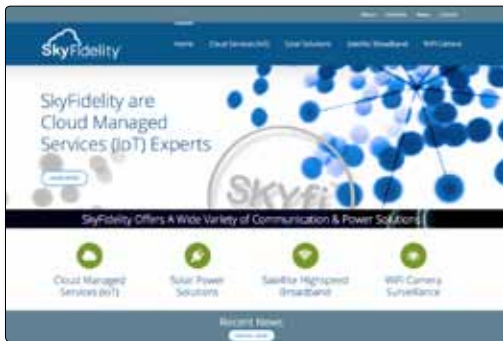 SkyFidelity
Home Cloud Services (IoT) Solar Solutions Satellite Broadband WiFi Camera
SkyFidelity are
Cloud Managed
Services (IoT) Experts
SKYfi
SkyFidelity Offers A Wide Variety of Communication & Power Solutions
Cloud Managed
Services (IoT)
Solar Power
Solutions
Satellite Highspeed
Broadband
WiFi Camera
Surveillance
Recent News